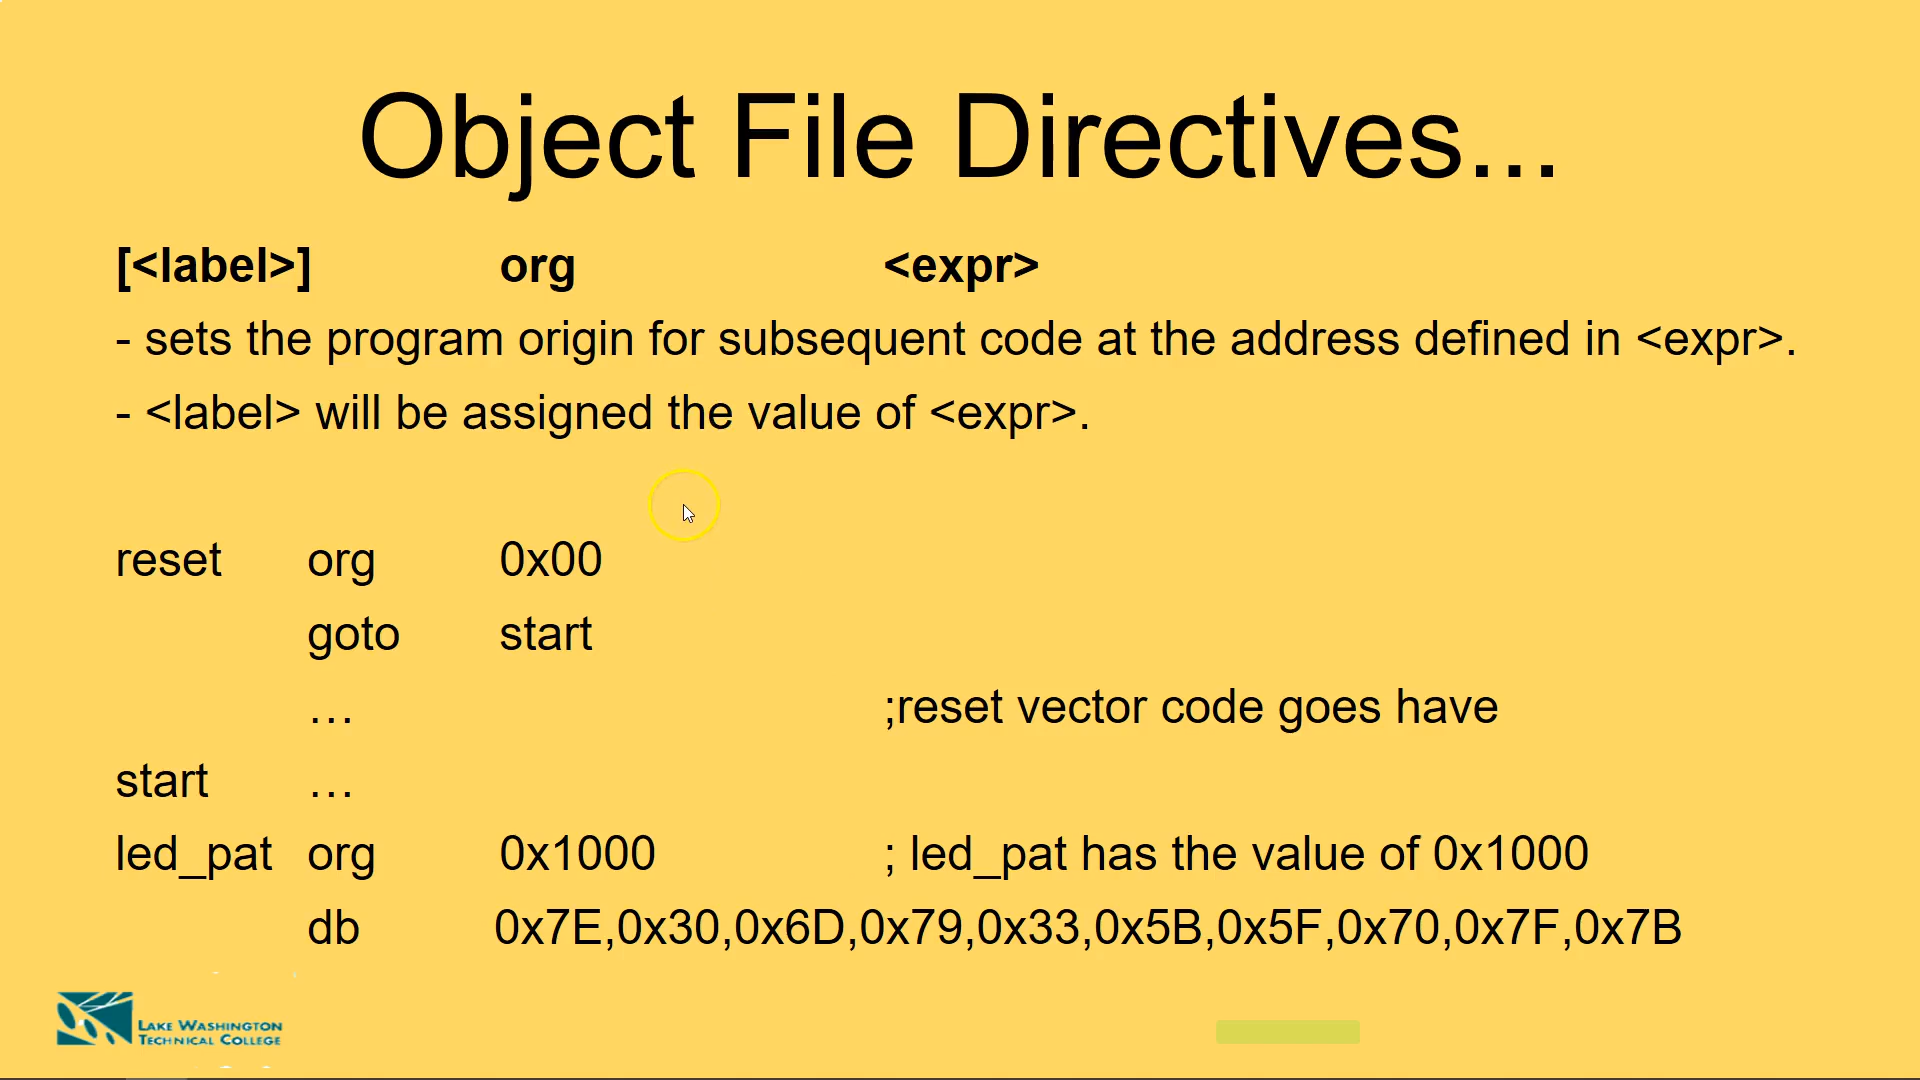 Object File Directives...
[<label>] org <expr>
- sets the program origin for subsequent code at the address defined in <expr>.
- <label> will be assigned the value of <expr>.
reset org 0x00
goto start
… ;reset vector code goes have
start …
led_pat org 0x1000 ; led_pat has the value of 0x1000
db 0x7E,0x30,0x6D,0x79,0x33,0x5B,0x5F,0x70,0x7F,0x7B
LAKE WASHINGTON
TECHNICAL COLLEGE